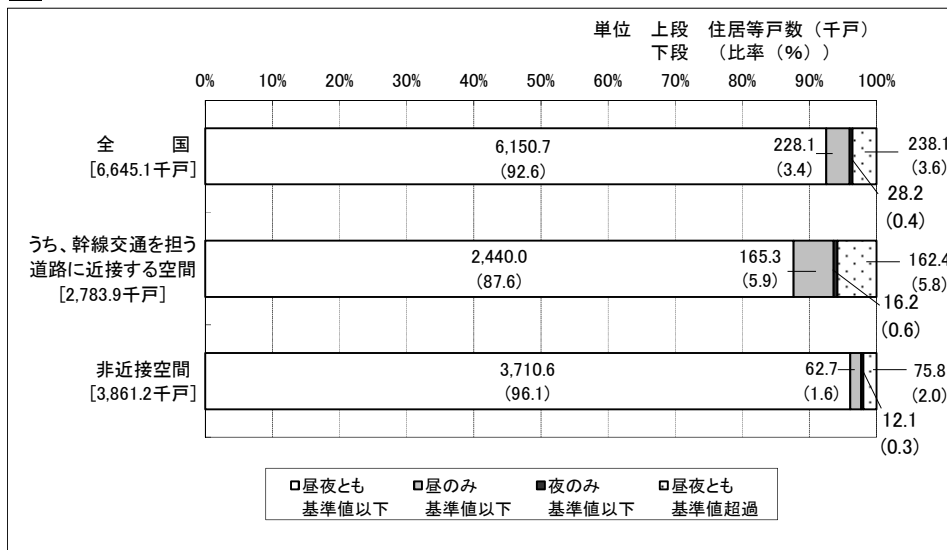 単位　上段　住居等戸数（千戸）
下段　（比率（％））
0% 10% 20% 30% 40% 50% 60% 70% 80% 90% 100%
全　国
[6,645.1千戸]
6,150.7
(92.6)
228.1
(3.4)
238.1
(3.6)
28.2
(0.4)
うち、幹線交通を担う
道路に近接する空間
[2,783.9千戸]
2,440.0
(87.6)
165.3
(5.9)
162.4
(5.8)
16.2
(0.6)
非近接空間
[3,861.2千戸]
3,710.6
(96.1)
62.7
(1.6)
75.8
(2.0)
12.1
(0.3)
昼夜とも
基準値以下
昼のみ
基準値以下
夜のみ
基準値以下
昼夜とも
基準値超過